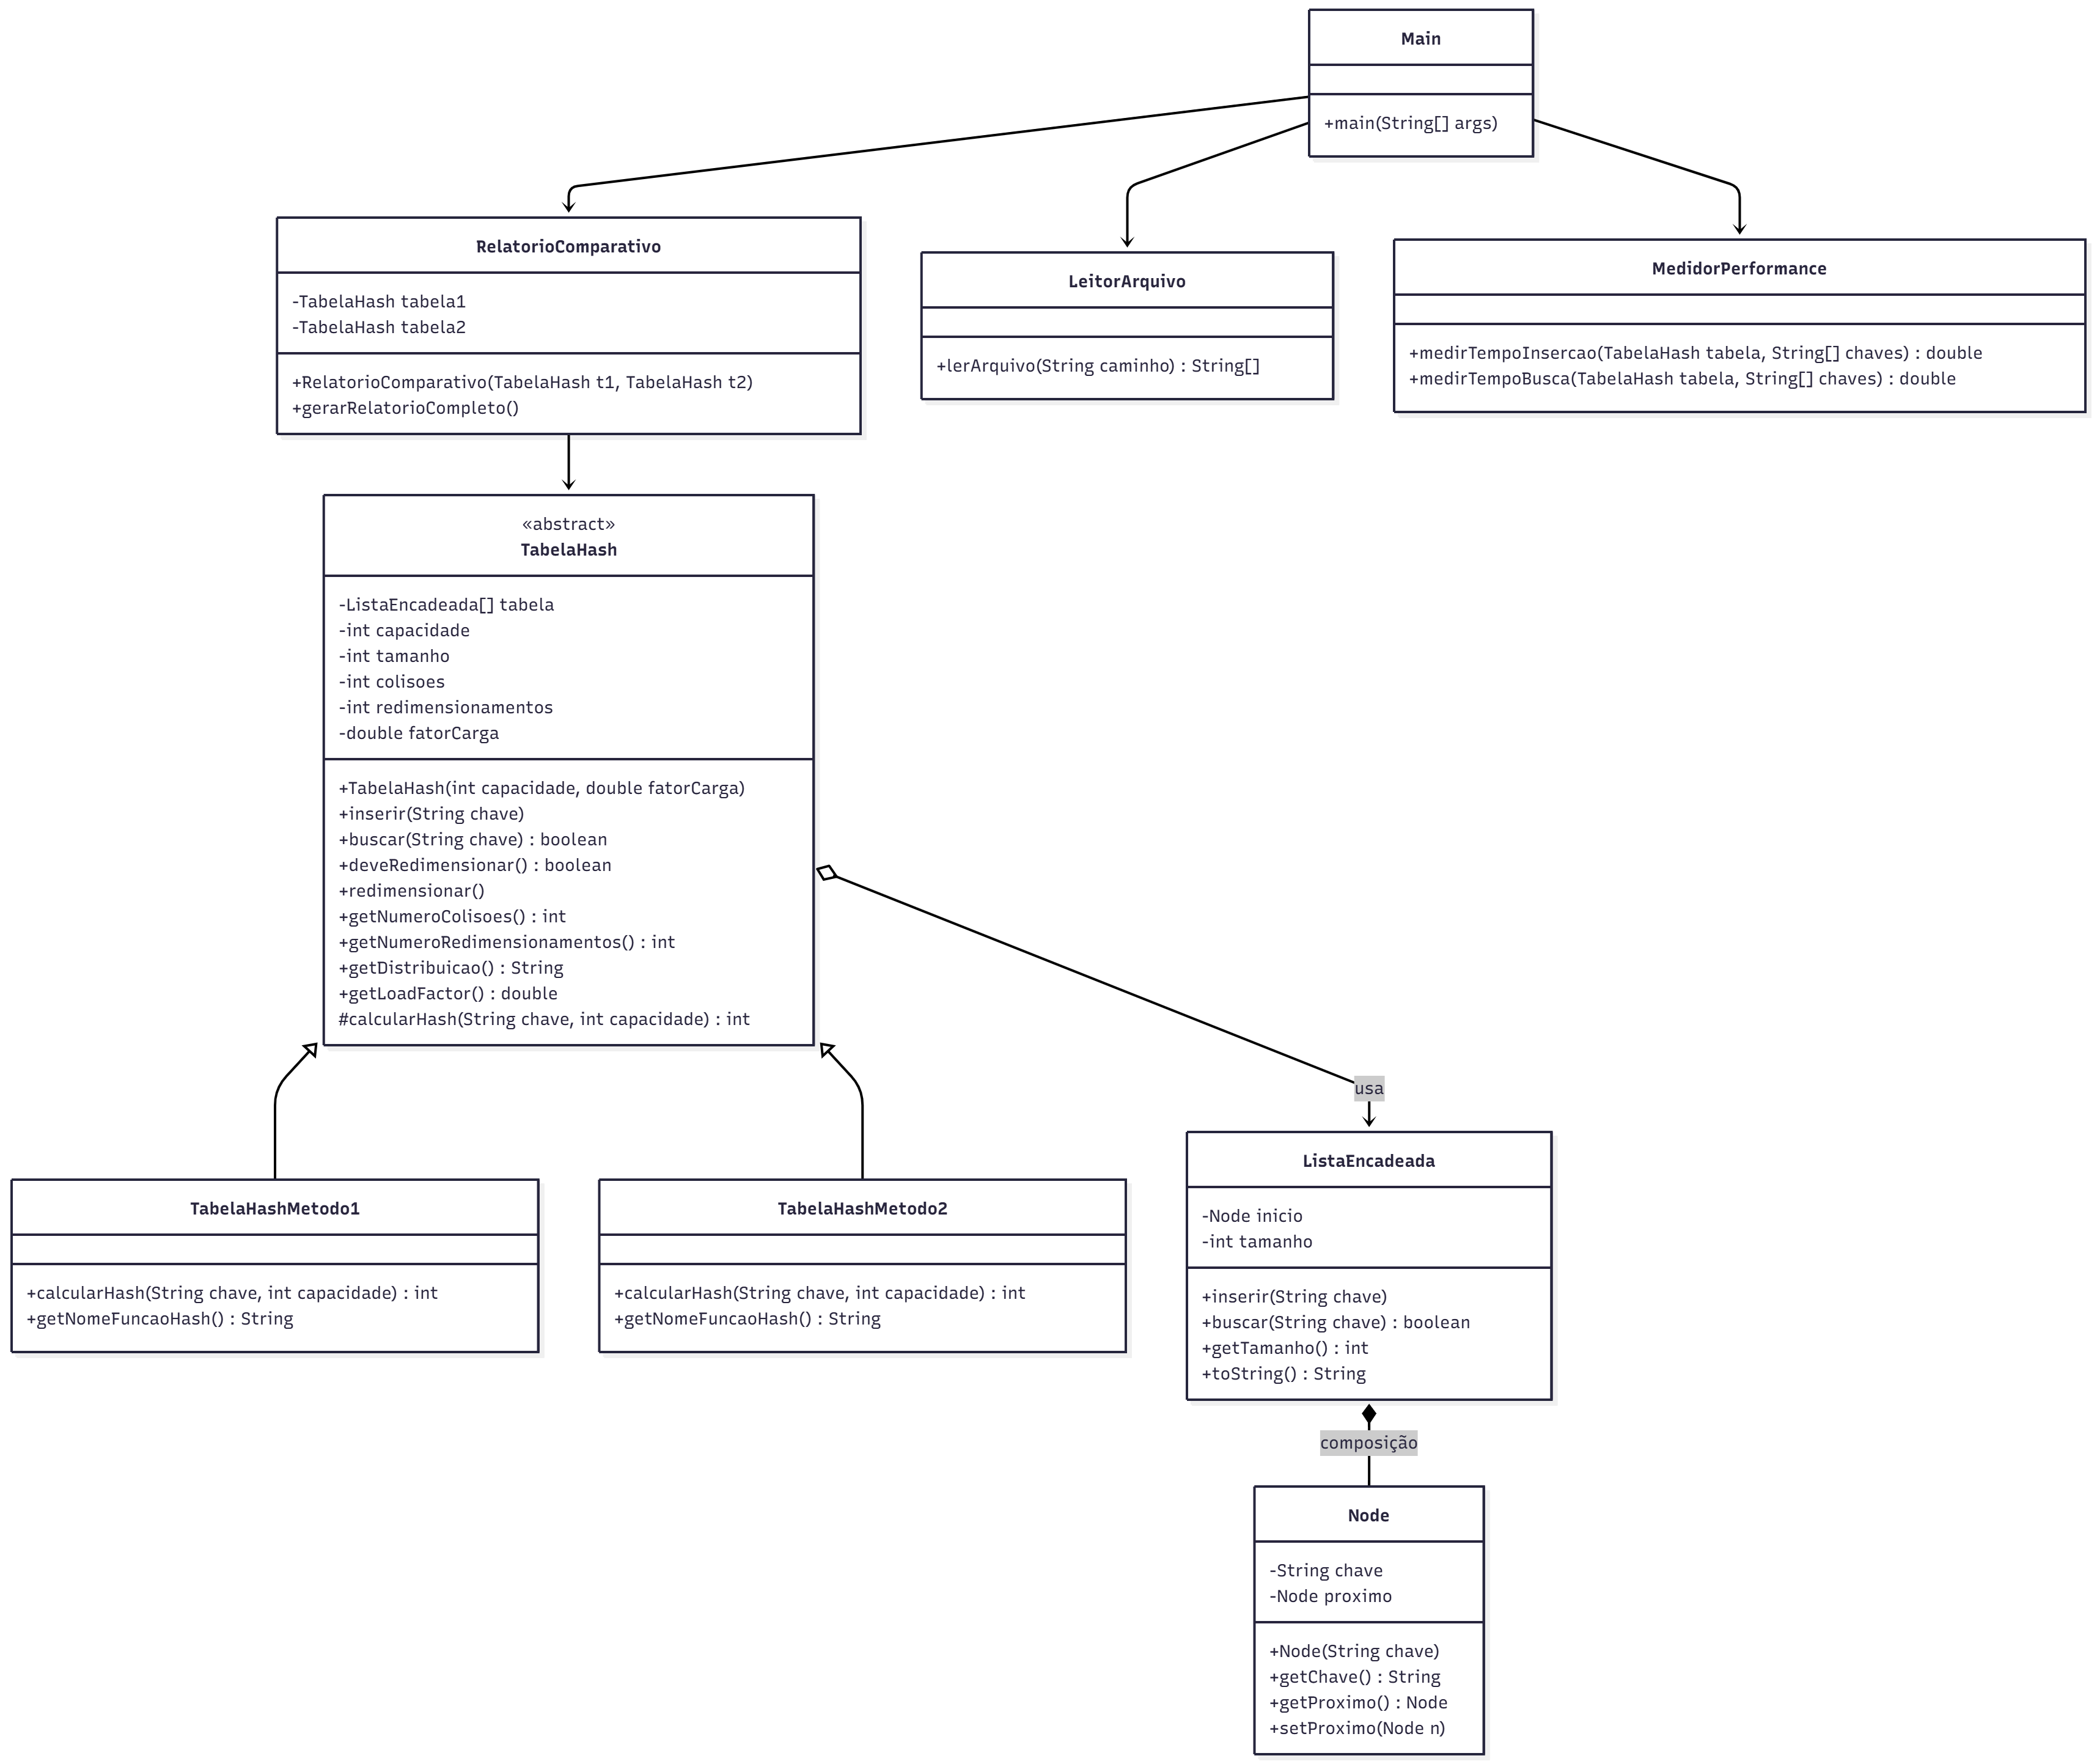 Main
+main(String[] args)
RelatorioComparativo
-TabelaHash tabela1
-TabelaHash tabela2
+RelatorioComparativo(TabelaHash t1, TabelaHash t2)
+gerarRelatorioCompleto()
LeitorArquivo
+lerArquivo(String caminho) : String[]
MedidorPerformance
+medirTempoInsercao(TabelaHash tabela, String[] chaves) : double
+medirTempoBusca(TabelaHash tabela, String[] chaves) : double
«abstract»
TabelaHash
-ListaEncadeada[] tabela
-int capacidade
-int tamanho
-int colisoes
-int redimensionamentos
-double fatorCarga
+TabelaHash(int capacidade, double fatorCarga)
+inserir(String chave)
+buscar(String chave) : boolean
+deveRedimensionar() : boolean
+redimensionar()
+getNumeroColisoes() : int
+getNumeroRedimensionamentos() : int
+getDistribuicao() : String
+getLoadFactor() : double
#calcularHash(String chave, int capacidade) : int
usa
TabelaHashMetodo1
+calcularHash(String chave, int capacidade) : int
+getNomeFuncaoHash() : String
TabelaHashMetodo2
+calcularHash(String chave, int capacidade) : int
+getNomeFuncaoHash() : String
ListaEncadeada
-Node inicio
-int tamanho
+inserir(String chave)
+buscar(String chave) : boolean
+getTamanho() : int
+toString() : String
composição
Node
-String chave
-Node proximo
+Node(String chave)
+getChave() : String
+getProximo() : Node
+setProximo(Node n)